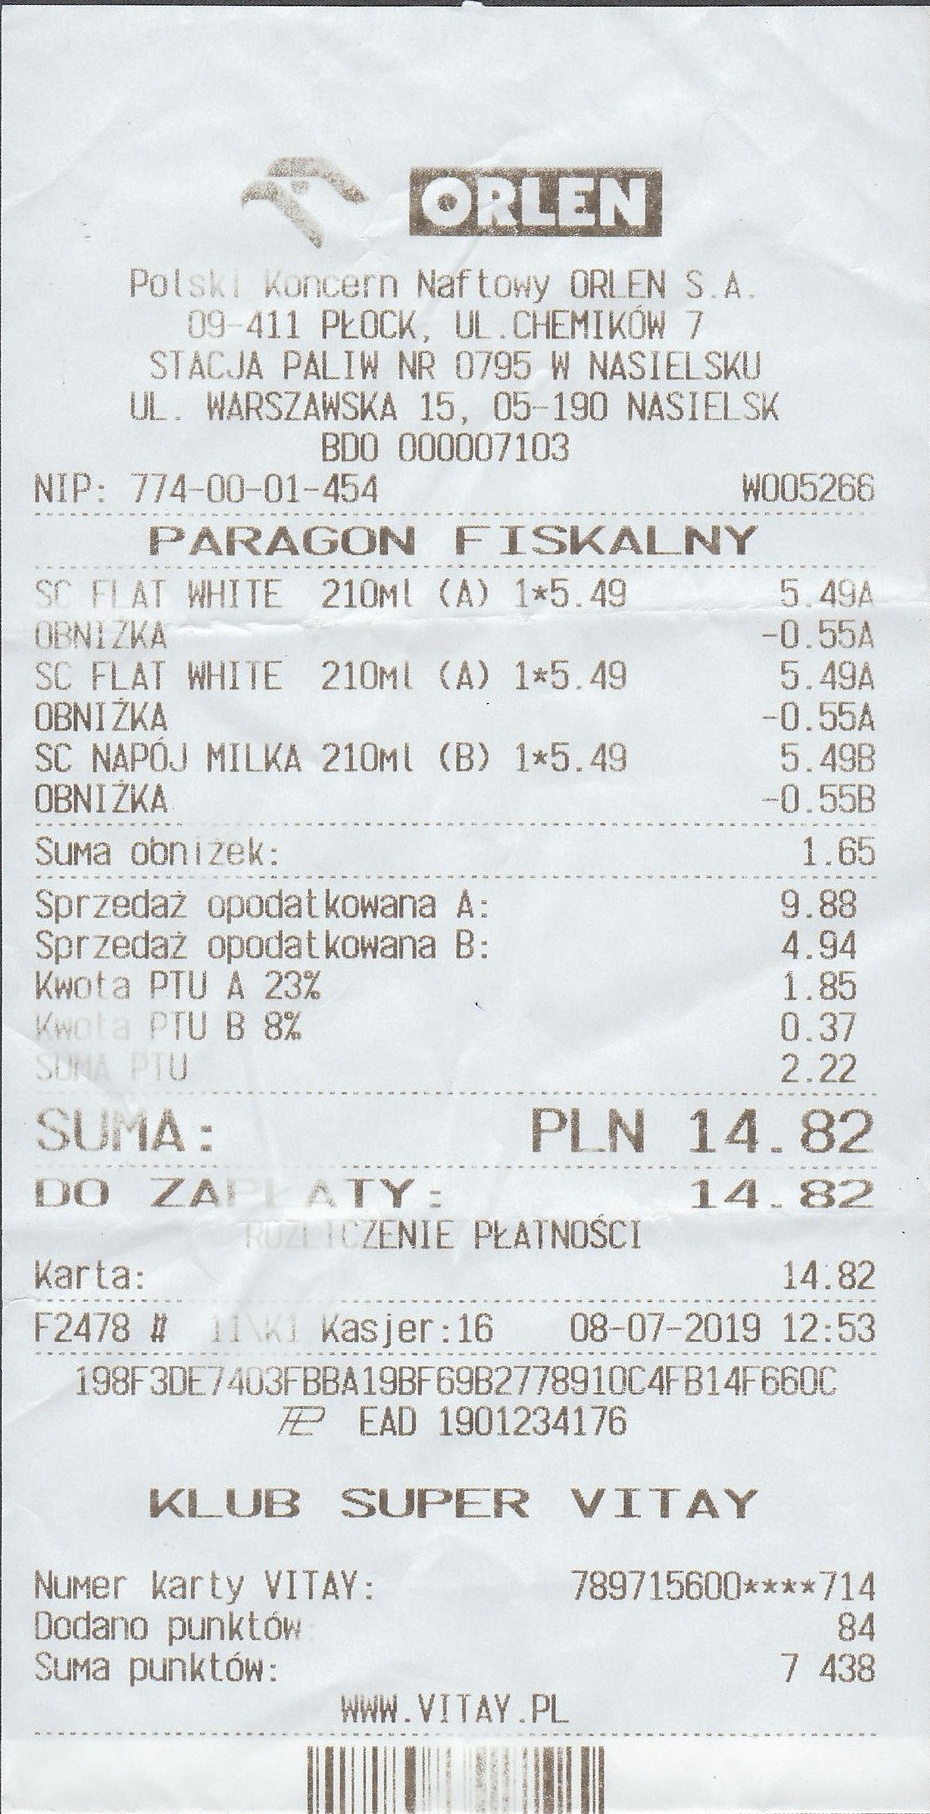 ORLEN
Polski Koncern Naftowy ORLEN S.A.
09-411 PŁOCK, UL.CHEMIKÓW 7
STACJA PALIW NR 0795 W NASIELSKU
UL. WARSZAWSKA 15, 05-190 NASIELSK
BDO 000007103
NIP: 774-00-01-454 W005266
PARAGON FISKALNY
SC FLAT WHITE 210Ml (A) 1*5.49 5.49A
OBNIŻKA -0.55A
SC FLAT WHITE 210Ml (A) 1*5.49 5.49A
OBNIŻKA -0.55A
SC NAPÓJ MILKA 210Ml (B) 1*5.49 5.49B
OBNIŻKA -0.55B
Suma obniżek: 1.65
Sprzedaż opodatkowana A: 9.88
Sprzedaż opodatkowana B: 4.94
Kwota PTU A 23% 1.85
Kwota PTU B 8% 0.37
SUMA PTU 2.22
SUMA: PLN 14.82
DO ZAPŁATY: 14.82
ROZLICZENIE PŁATNOŚCI
Karta: 14.82
F2478 # 11\K1 Kasjer:16 08-07-2019 12:53
198F3DE7403FBBA19BF69B2778910C4FB14F660C
EAD 1901234176
KLUB SUPER VITAY
Numer karty VITAY: 789715600****714
Dodano punktów: 84
Suma punktów: 7 438
WWW.VITAY.PL